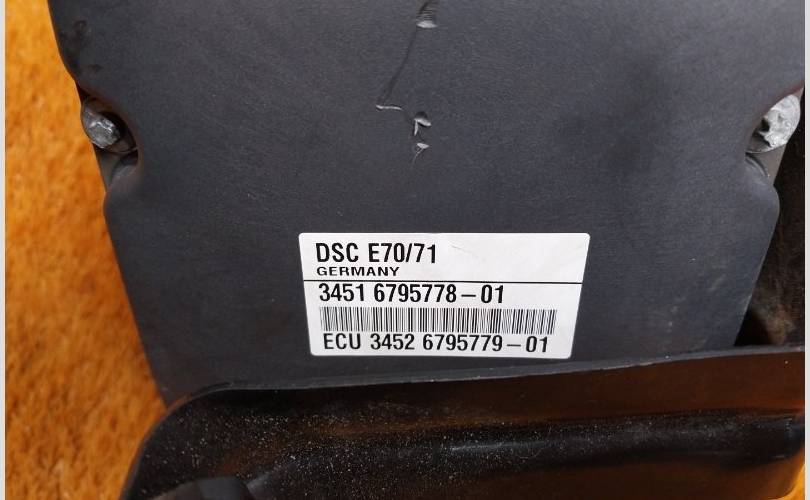 DSC E70/71
GERMANY
3451 6795778-01
ECU 3452 6795779-01